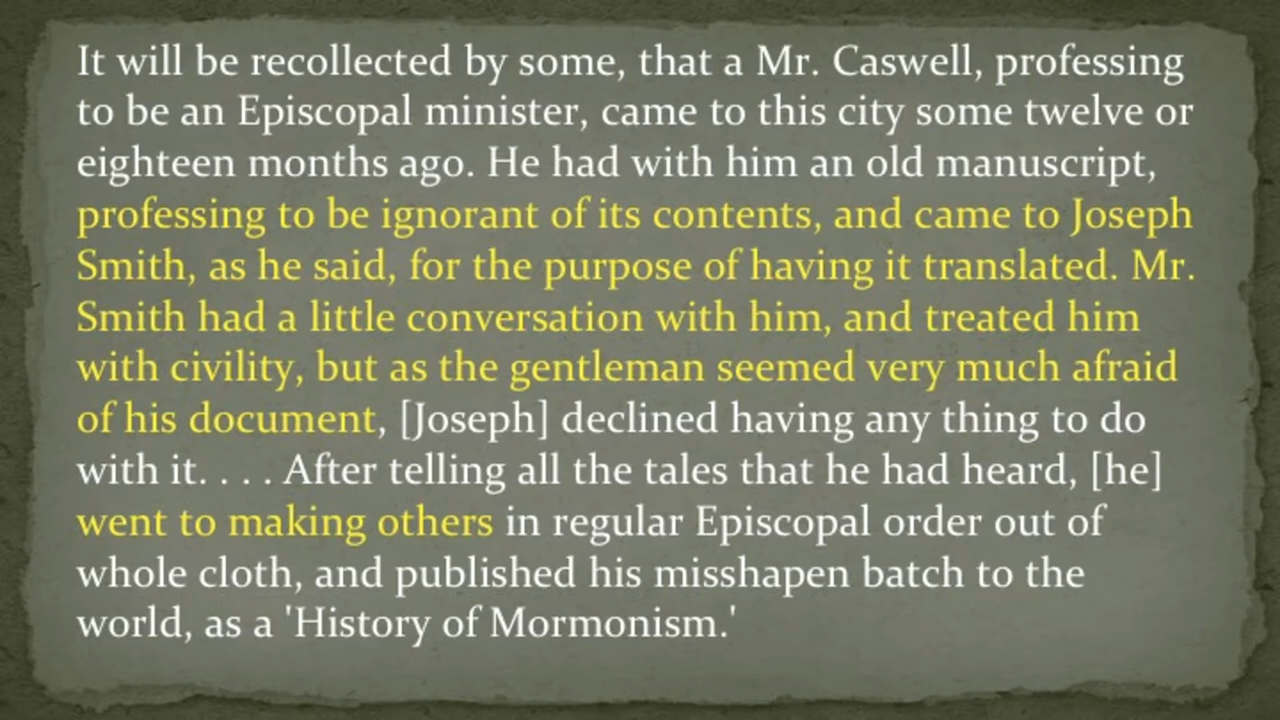 It will be recollected by some, that a Mr. Caswell, professing
to be an Episcopal minister, came to this city some twelve or
eighteen months ago. He had with him an old manuscript,
professing to be ignorant of its contents, and came to Joseph
Smith, as he said, for the purpose of having it translated. Mr.
Smith had a little conversation with him, and treated him
with civility, but as the gentleman seemed very much afraid
of his document, [Joseph] declined having any thing to do
with it. . . . After telling all the tales that he had heard, [he]
went to making others in regular Episcopal order out of
whole cloth, and published his misshapen batch to the
world, as a 'History of Mormonism.'